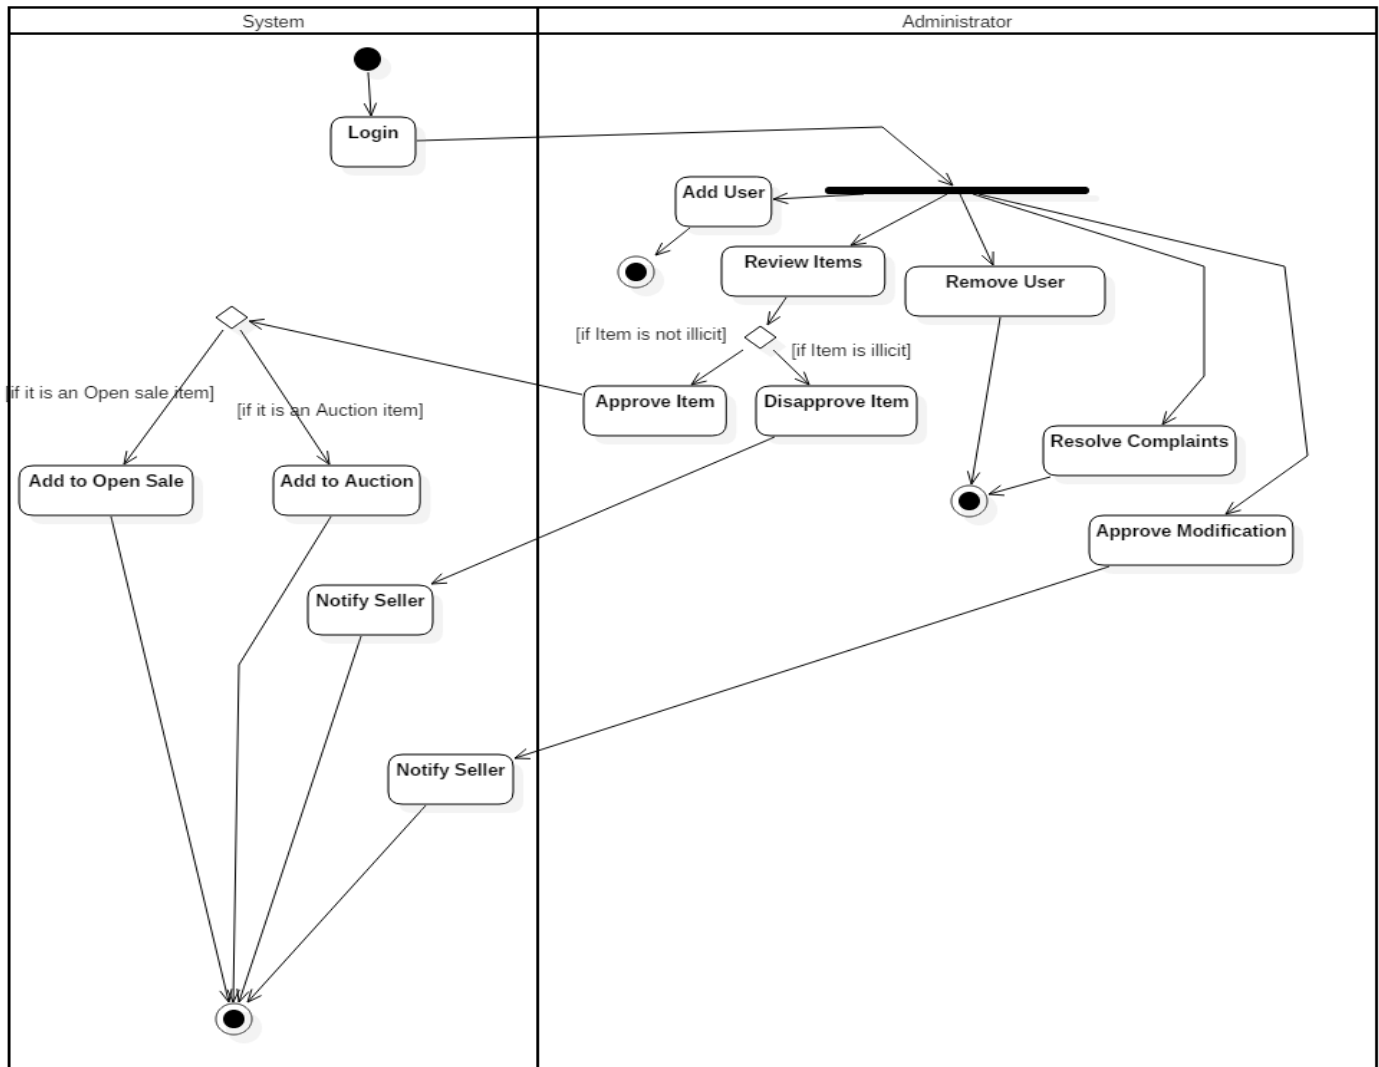 System
Administrator
Login
Add User
Review Items
Remove User
[if Item is not illicit]
[if Item is illicit]
[if it is an Open sale item]
[if it is an Auction item]
Approve Item
Disapprove Item
Resolve Complaints
Add to Open Sale
Add to Auction
Approve Modification
Notify Seller
Notify Seller